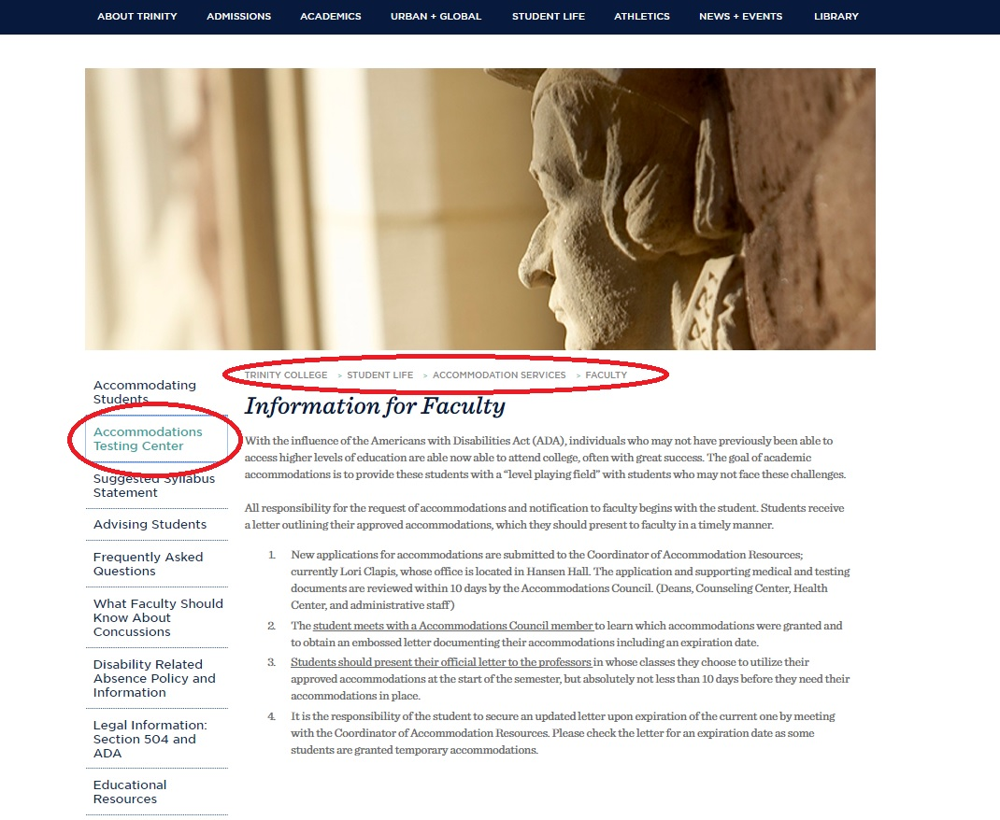 ABOUT TRINITY ADMISSIONS ACADEMICS URBAN + GLOBAL STUDENT LIFE ATHLETICS NEWS + EVENTS LIBRARY
Accommodating
Students
Accommodations
Testing Center
Suggested Syllabus
Statement
Advising Students
Frequently Asked
Questions
What Faculty Should
Know About
Concussions
Disability Related
Absence Policy and
Information
Legal Information:
Section 504 and
ADA
Educational
Resources
TRINITY COLLEGE > STUDENT LIFE > ACCOMMODATION SERVICES > FACULTY
Information for Faculty
With the influence of the Americans with Disabilities Act (ADA), individuals who may not have previously been able to
access higher levels of education are able now able to attend college, often with great success. The goal of academic
accommodations is to provide these students with a “level playing field” with students who may not face these challenges.
All responsibility for the request of accommodations and notification to faculty begins with the student. Students receive
a letter outlining their approved accommodations, which they should present to faculty in a timely manner.
1. New applications for accommodations are submitted to the Coordinator of Accommodation Resources;
currently Lori Clapis, whose office is located in Hansen Hall. The application and supporting medical and testing
documents are reviewed within 10 days by the Accommodations Council. (Deans, Counseling Center, Health
Center, and administrative staff)
2. The student meets with a Accommodations Council member to learn which accommodations were granted and
to obtain an embossed letter documenting their accommodations including an expiration date.
3. Students should present their official letter to the professors in whose classes they choose to utilize their
approved accommodations at the start of the semester, but absolutely not less than 10 days before they need their
accommodations in place.
4. It is the responsibility of the student to secure an updated letter upon expiration of the current one by meeting
with the Coordinator of Accommodation Resources. Please check the letter for an expiration date as some
students are granted temporary accommodations.